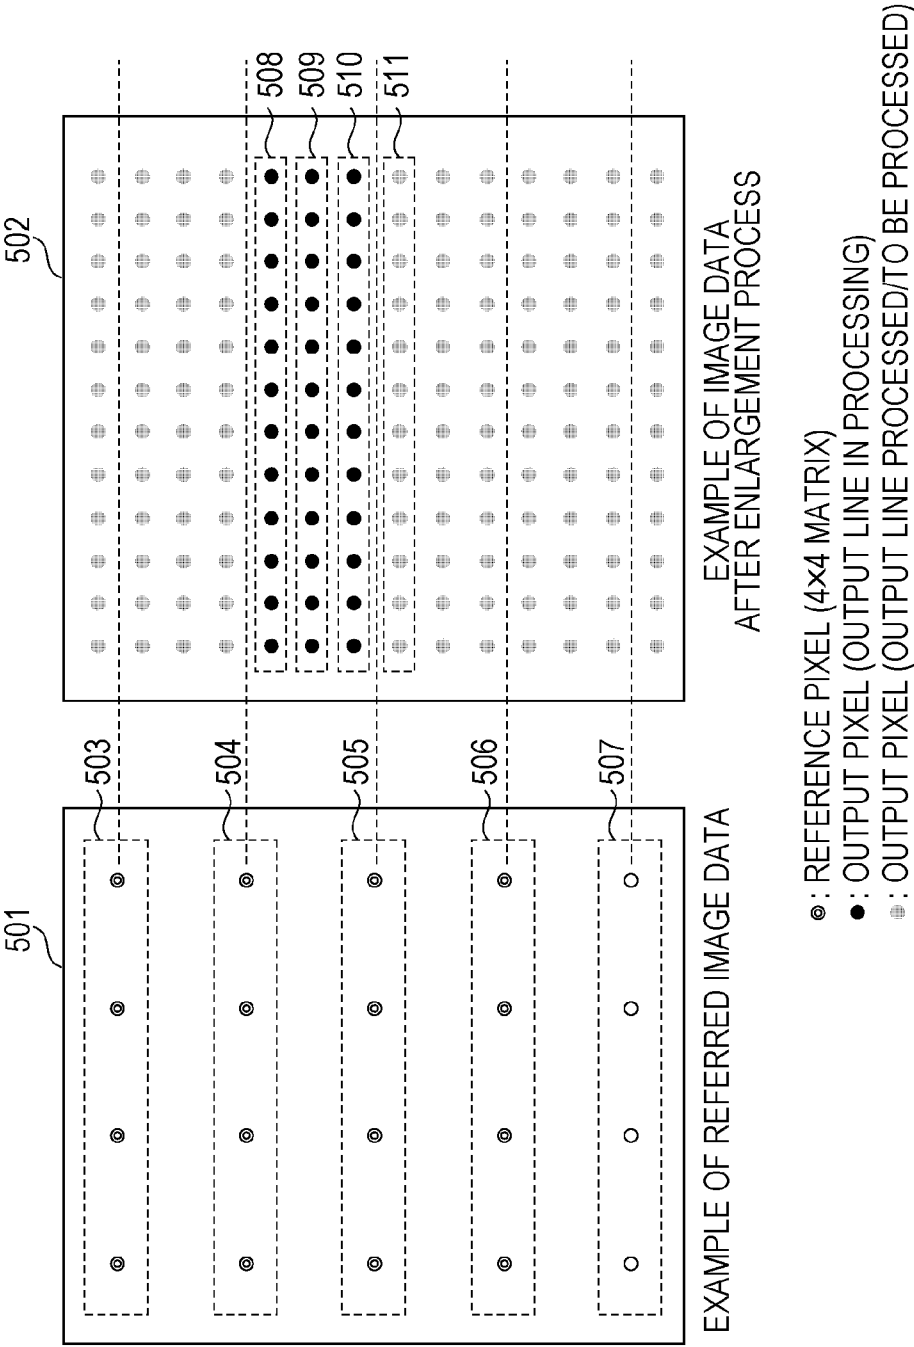 501
502
503
504
505
506
507
508
509
510
511
EXAMPLE OF REFERRED IMAGE DATA
EXAMPLE OF IMAGE DATA
AFTER ENLARGEMENT PROCESS
: REFERENCE PIXEL (4×4 MATRIX)
: OUTPUT PIXEL (OUTPUT LINE IN PROCESSING)
: OUTPUT PIXEL (OUTPUT LINE PROCESSED/TO BE PROCESSED)